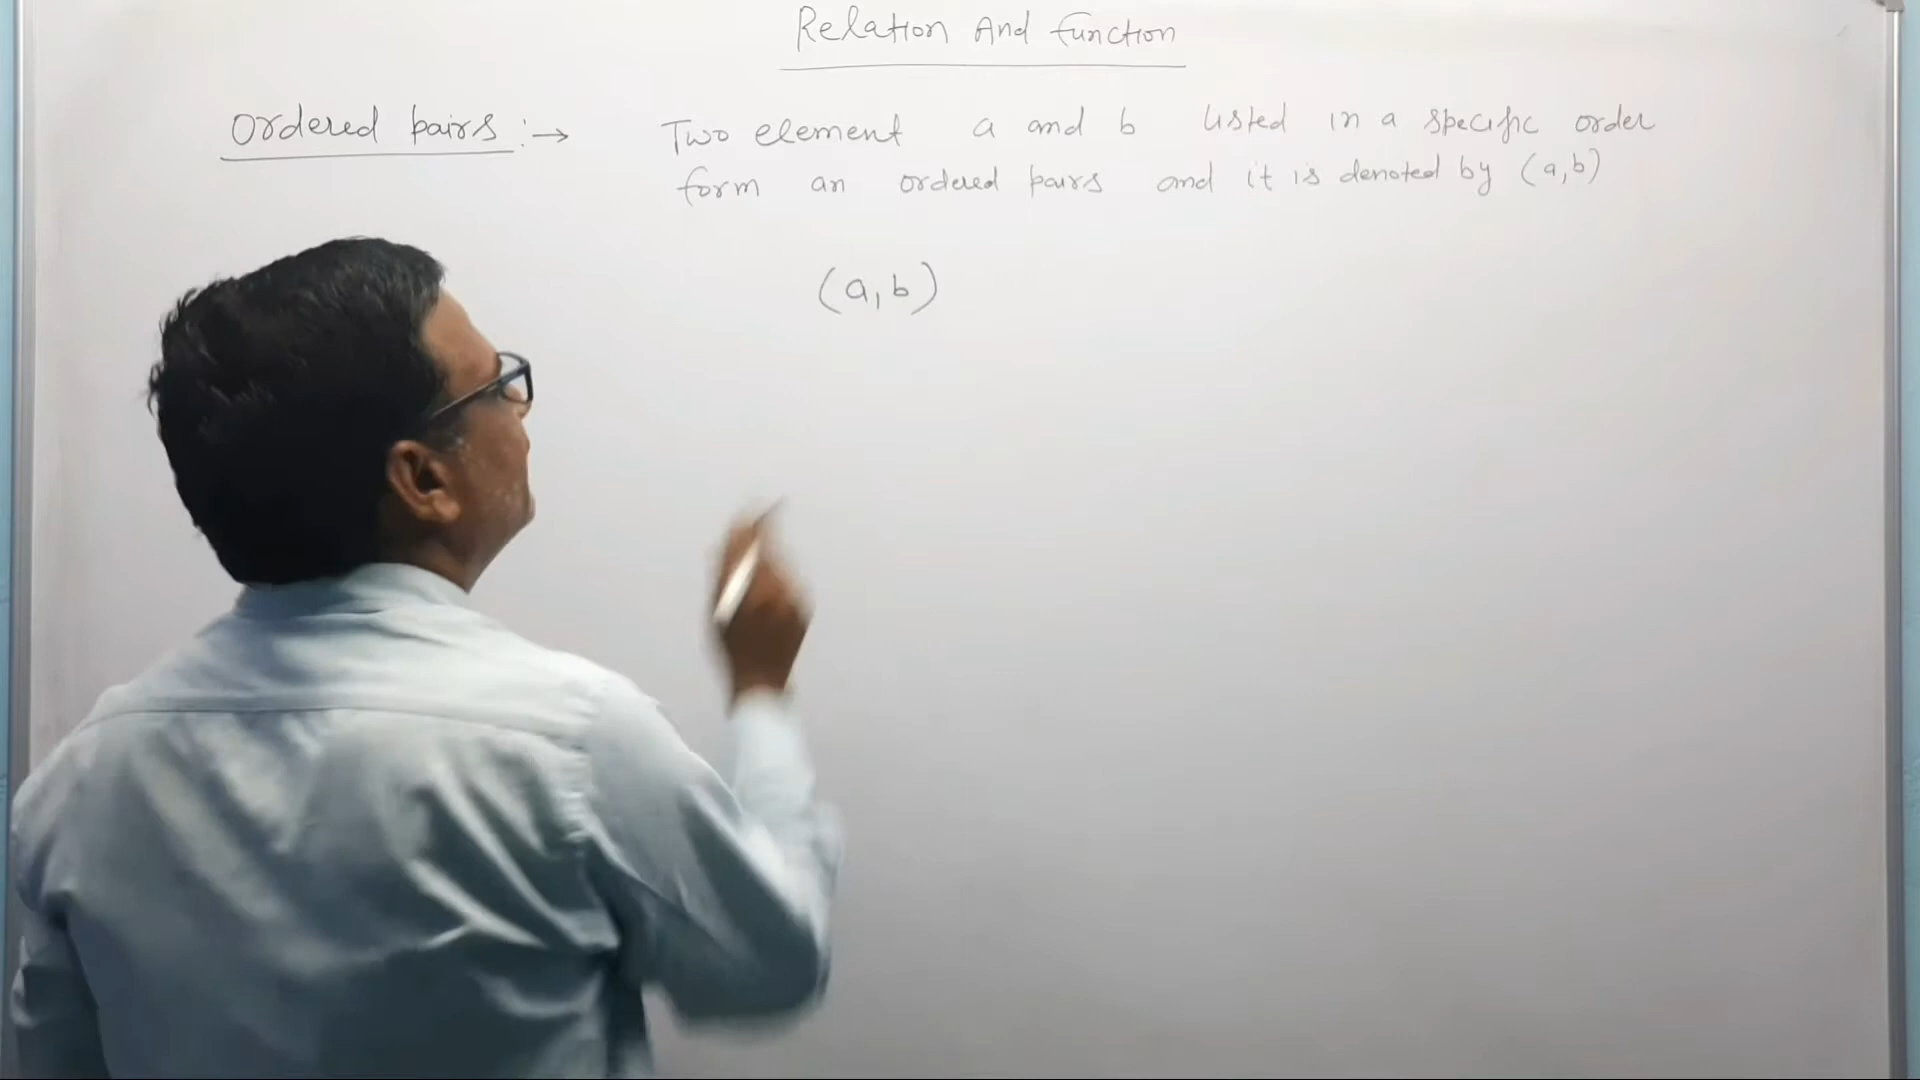 Relation And function
Ordered pairs :→ Two element a and b listed in a specific order
form an ordered pairs and it is denoted by (a,b)
(a,b)